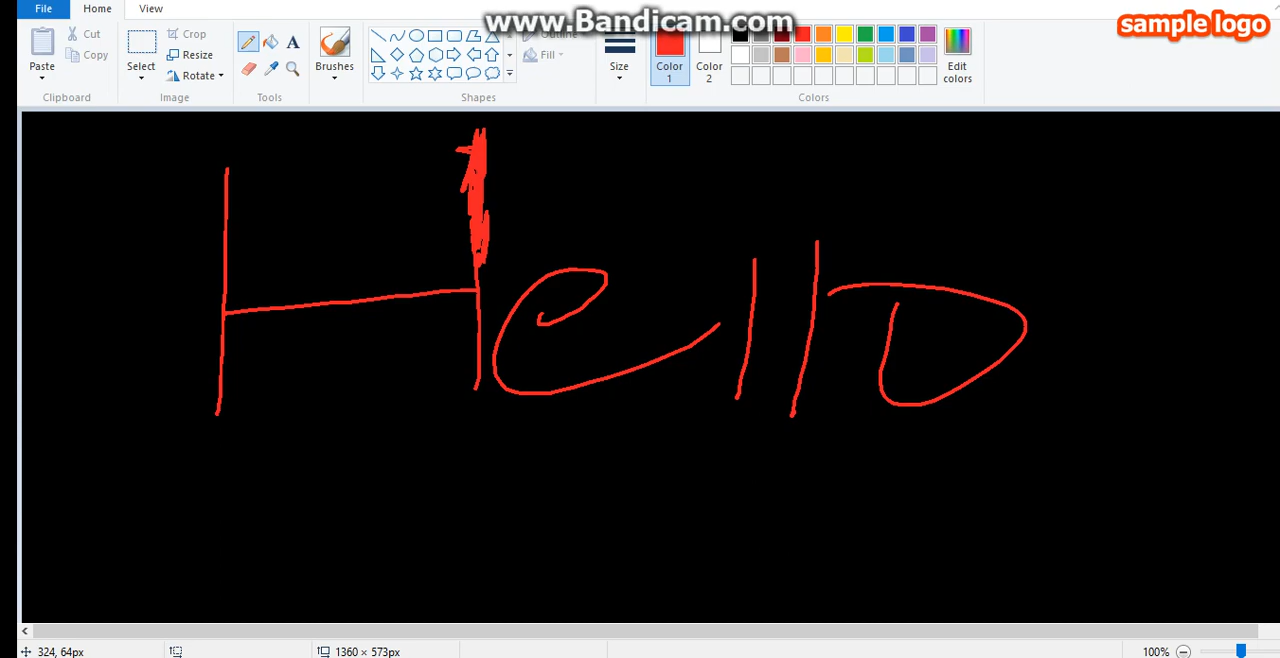 www.Bandicam.com
sample logo
File Home View
Paste Cut Copy Clipboard
Select Crop Resize Rotate Image
A Tools
Brushes
Outline Fill Shapes
Size
Color 1 Color 2 Edit colors Colors
Hello
324, 64px 1360 × 573px 100%